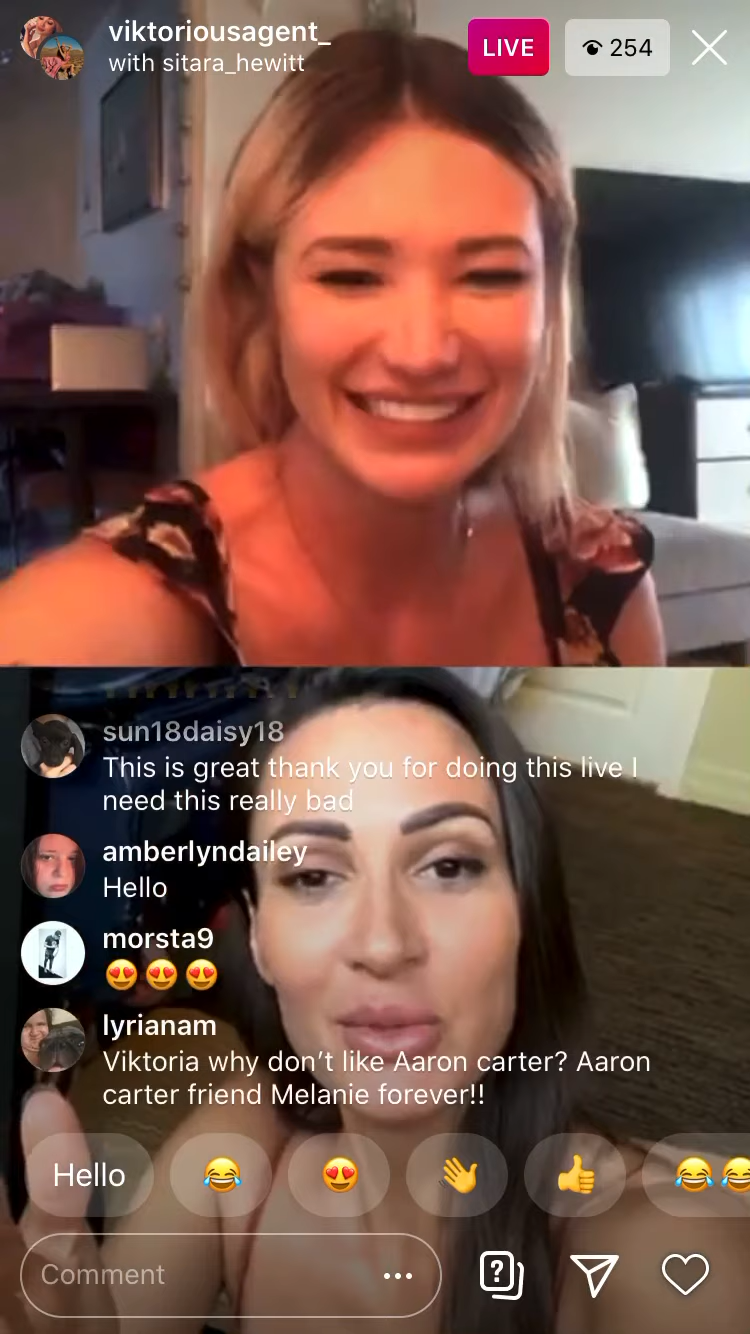 viktoriousagent_
with sitara_hewitt
LIVE
254
sun18daisy18
This is great thank you for doing this live I
need this really bad
amberlyndailey
Hello
morsta9
😍😍😍
lyrianam
Viktoria why don’t like Aaron carter? Aaron
carter friend Melanie forever!!
Hello 😂 😍 👋 👍 😂😂
Comment
?